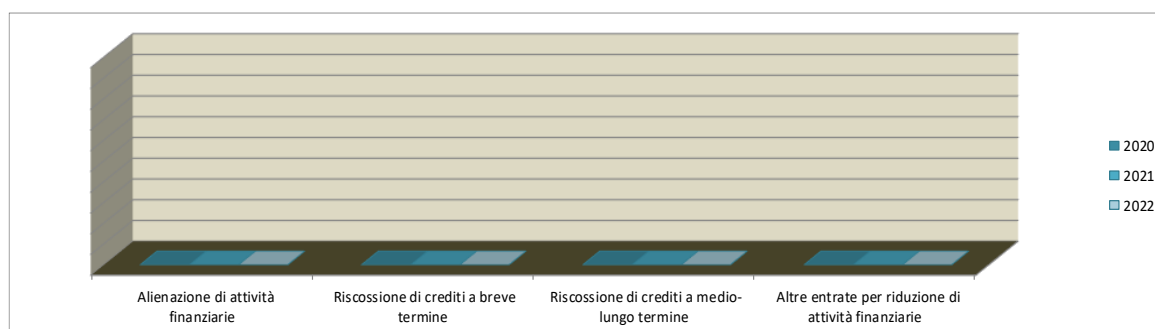 2020
2021
2022
Alienazione di attività
finanziarie
Riscossione di crediti a breve
termine
Riscossione di crediti a medio-
lungo termine
Altre entrate per riduzione di
attività finanziarie